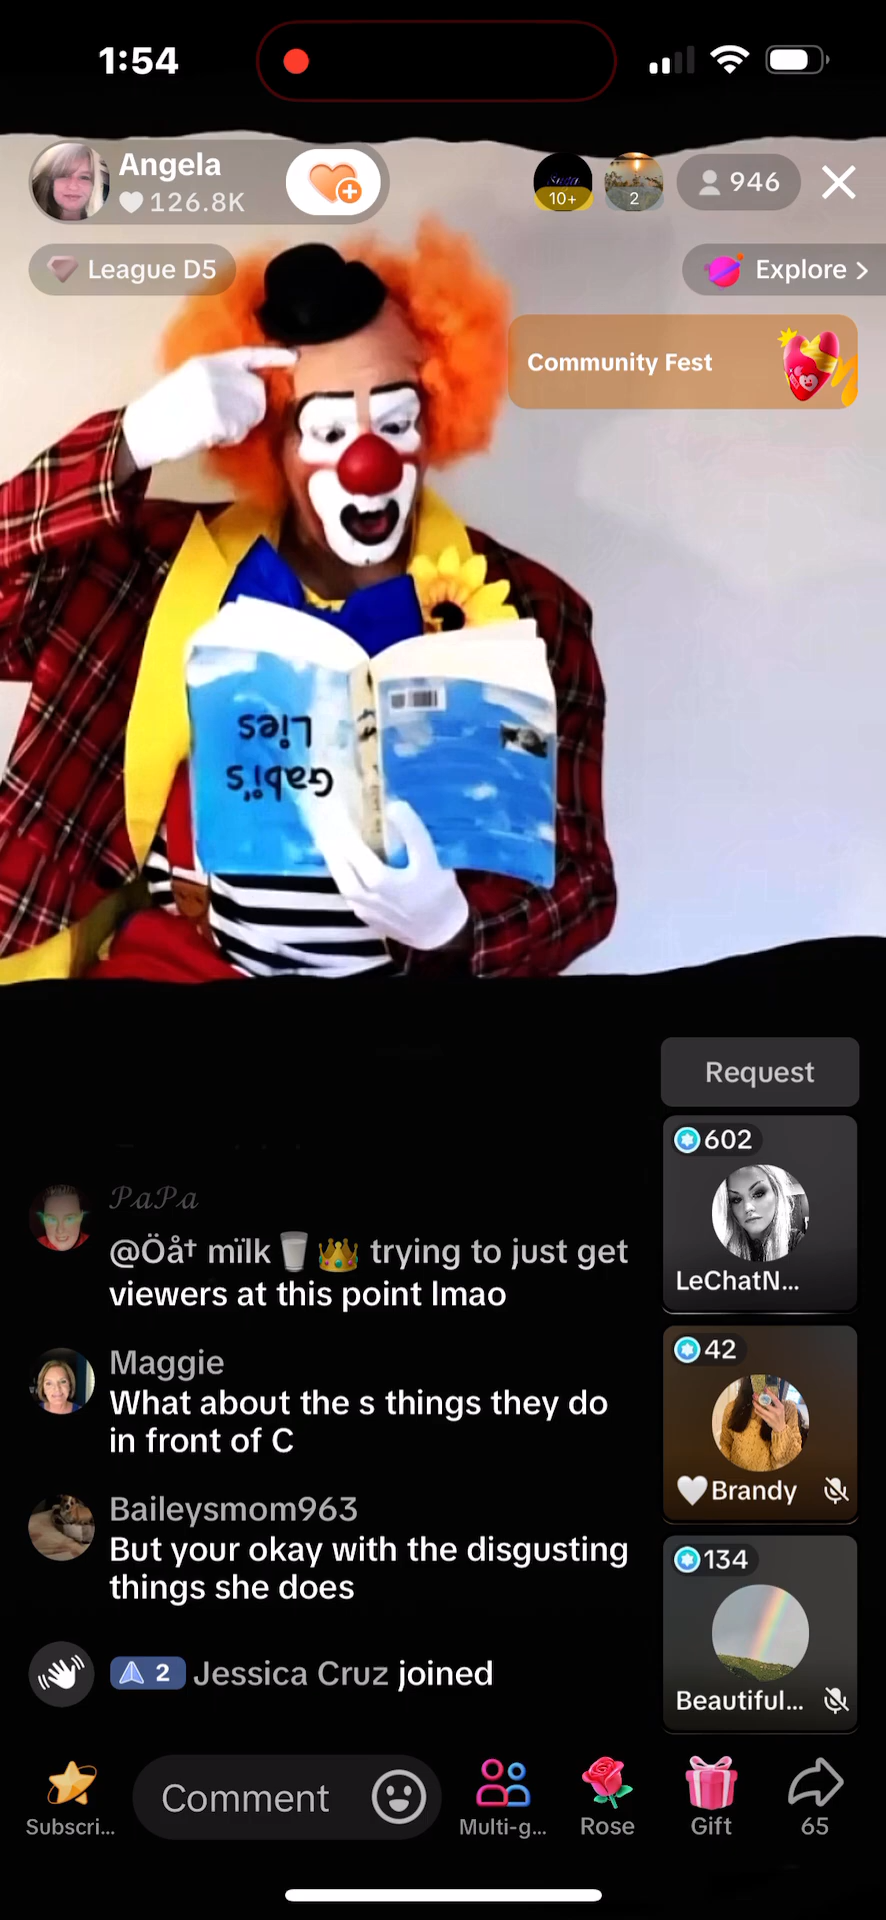 1:54
Angela
126.8K
10+
2
946
League D5
Explore >
Community Fest
Gabi's
Lies
Request
602
LeChatN...
PaPa
@Öå† mïlk🥛👑 trying to just get
viewers at this point lmao
42
🤍Brandy
Maggie
What about the s things they do
in front of C
Baileysmom963
But your okay with the disgusting
things she does
134
Beautiful...
2 Jessica Cruz joined
Subscri...
Comment
Multi-g...
Rose
Gift
65